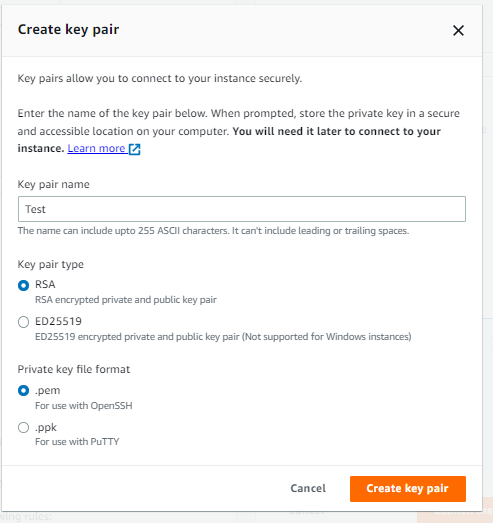 Create key pair
Key pairs allow you to connect to your instance securely.
Enter the name of the key pair below. When prompted, store the private key in a secure
and accessible location on your computer. You will need it later to connect to your
instance. Learn more
Key pair name
Test
The name can include upto 255 ASCII characters. It can't include leading or trailing spaces.
Key pair type
RSA
RSA encrypted private and public key pair
ED25519
ED25519 encrypted private and public key pair (Not supported for Windows instances)
Private key file format
.pem
For use with OpenSSH
.ppk
For use with PuTTY
Cancel
Create key pair